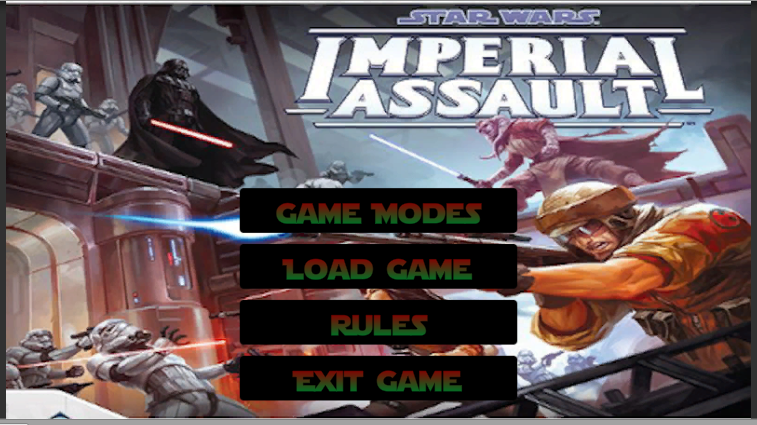 STAR WARS
IMPERIAL
ASSAULT
GAME MODES
LOAD GAME
RULES
EXIT GAME